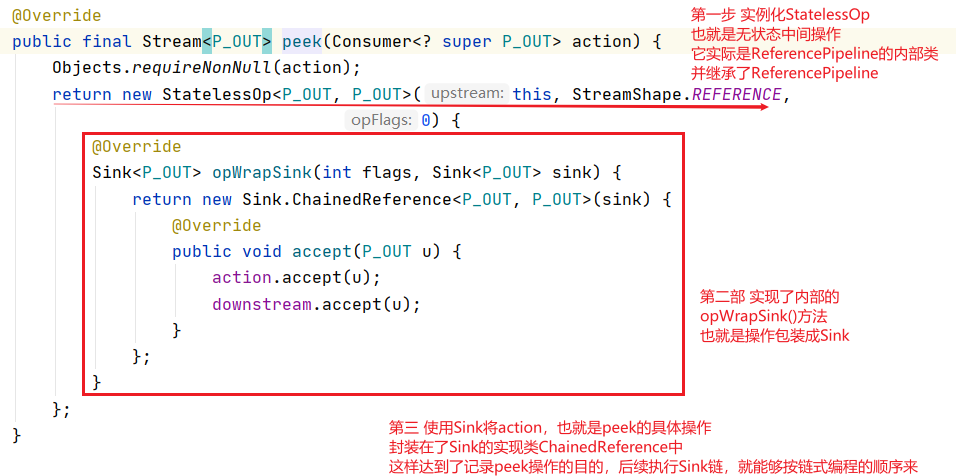 @Override
public final Stream<P_OUT> peek(Consumer<? super P_OUT> action) {
Objects.requireNonNull(action);
return new StatelessOp<P_OUT, P_OUT>( upstream: this, StreamShape.REFERENCE,
opFlags: 0) {
@Override
Sink<P_OUT> opWrapSink(int flags, Sink<P_OUT> sink) {
return new Sink.ChainedReference<P_OUT, P_OUT>(sink) {
@Override
public void accept(P_OUT u) {
action.accept(u);
downstream.accept(u);
}
};
}
};
}
第一步 实例化StatelessOp
也就是无状态中间操作
它实际是ReferencePipeline的内部类
并继承了ReferencePipeline
第二部 实现了内部的
opWrapSink()方法
也就是操作包装成Sink
第三 使用Sink将action，也就是peek的具体操作
封装在了Sink的实现类ChainedReference中
这样达到了记录peek操作的目的，后续执行Sink链，就能够按链式编程的顺序来